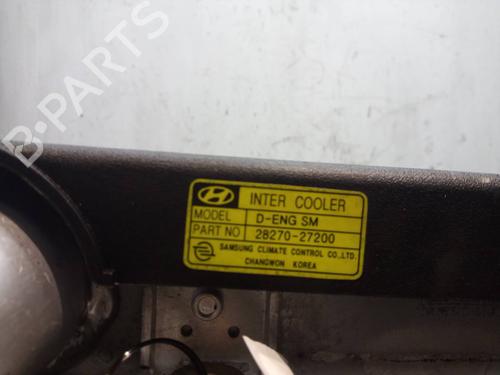 INTER COOLER
MODEL D-ENG SM
PART NO 28270-27200
SAMSUNG CLIMATE CONTROL CO.,LTD.
CHANGWON KOREA
B-Parts